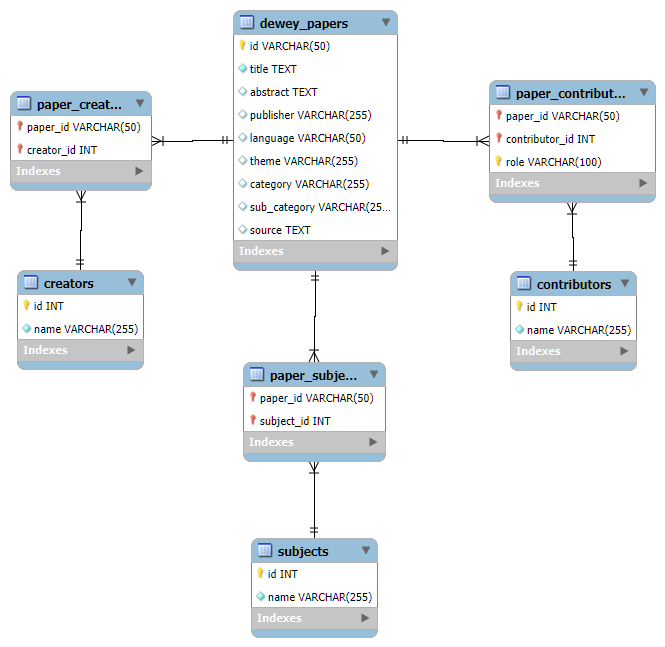 dewey_papers
id VARCHAR(50)
title TEXT
abstract TEXT
publisher VARCHAR(255)
language VARCHAR(50)
theme VARCHAR(255)
category VARCHAR(255)
sub_category VARCHAR(25...
source TEXT
Indexes
paper_creat...
paper_id VARCHAR(50)
creator_id INT
Indexes
paper_contribut...
paper_id VARCHAR(50)
contributor_id INT
role VARCHAR(100)
Indexes
creators
id INT
name VARCHAR(255)
Indexes
contributors
id INT
name VARCHAR(255)
Indexes
paper_subje...
paper_id VARCHAR(50)
subject_id INT
Indexes
subjects
id INT
name VARCHAR(255)
Indexes